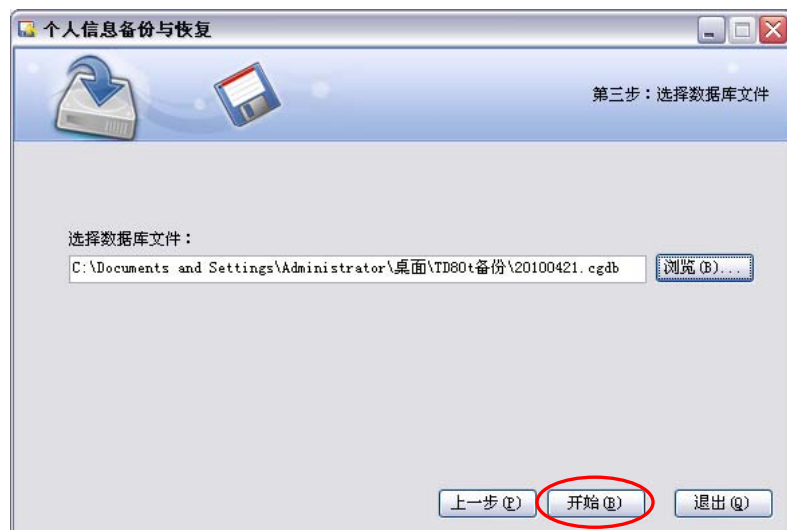 个人信息备份与恢复
第三步：选择数据库文件
选择数据库文件：
C:\Documents and Settings\Administrator\桌面\TD80t备份\20100421.cgdb
浏览(B)...
上一步(P)
开始(B)
退出(Q)